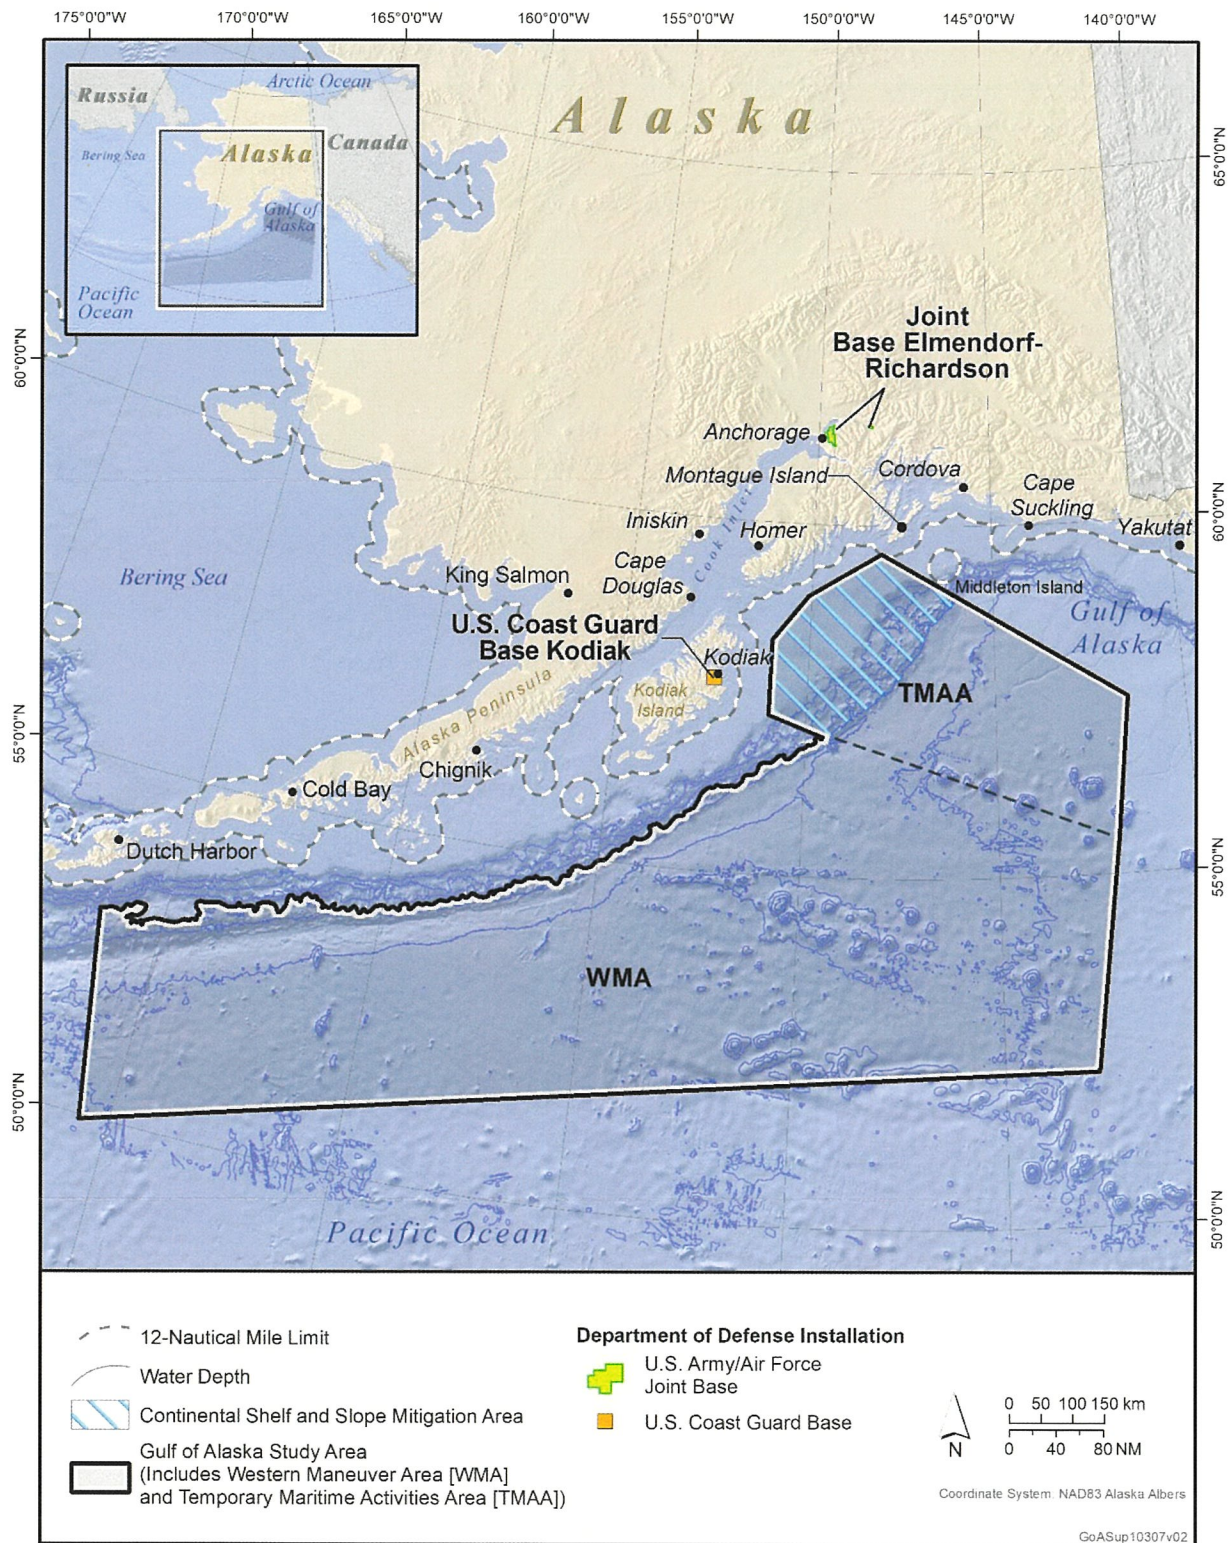 175°0'0"W 170°0'0"W 165°0'0"W 160°0'0"W 155°0'0"W 150°0'0"W 145°0'0"W 140°0'0"W
Russia
Arctic Ocean
Canada
Bering Sea
Alaska
Gulf of
Alaska
Pacific
Ocean
Alaska
65°0'0"N
60°0'0"N
Joint
Base Elmendorf-
Richardson
Anchorage
Montague Island
Cordova
Cape
Suckling
60°0'0"N
Yakutat
Iniskin
Homer
Cook Inlet
Cape
Douglas
King Salmon
Bering Sea
Middleton Island
Gulf of
Alaska
U.S. Coast Guard
Base Kodiak
Kodiak
Kodiak
Island
TMAA
Alaska Peninsula
55°0'0"N
Chignik
Cold Bay
Dutch Harbor
55°0'0"N
WMA
50°0'0"N
50°0'0"N
Pacific Ocean
12-Nautical Mile Limit
Water Depth
Continental Shelf and Slope Mitigation Area
Gulf of Alaska Study Area
(Includes Western Maneuver Area [WMA]
and Temporary Maritime Activities Area [TMAA])
Department of Defense Installation
U.S. Army/Air Force
Joint Base
U.S. Coast Guard Base
N
0 50 100 150 km
0 40 80 NM
Coordinate System: NAD83 Alaska Albers
GoASup10307v02